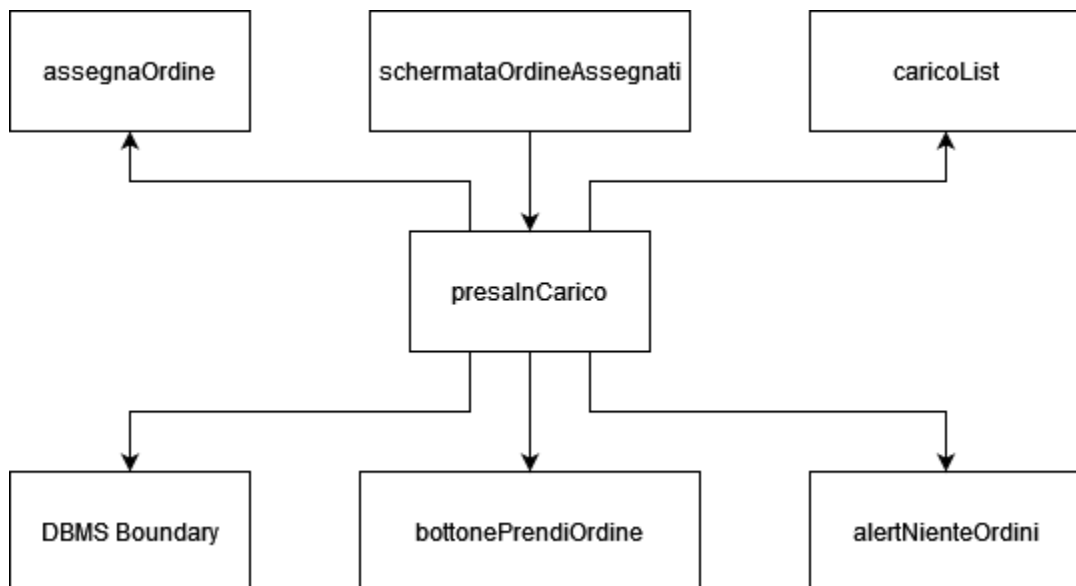 assegnaOrdine
schermataOrdineAssegnati
caricoList
presaInCarico
DBMS Boundary
bottonePrendiOrdine
alertNienteOrdini